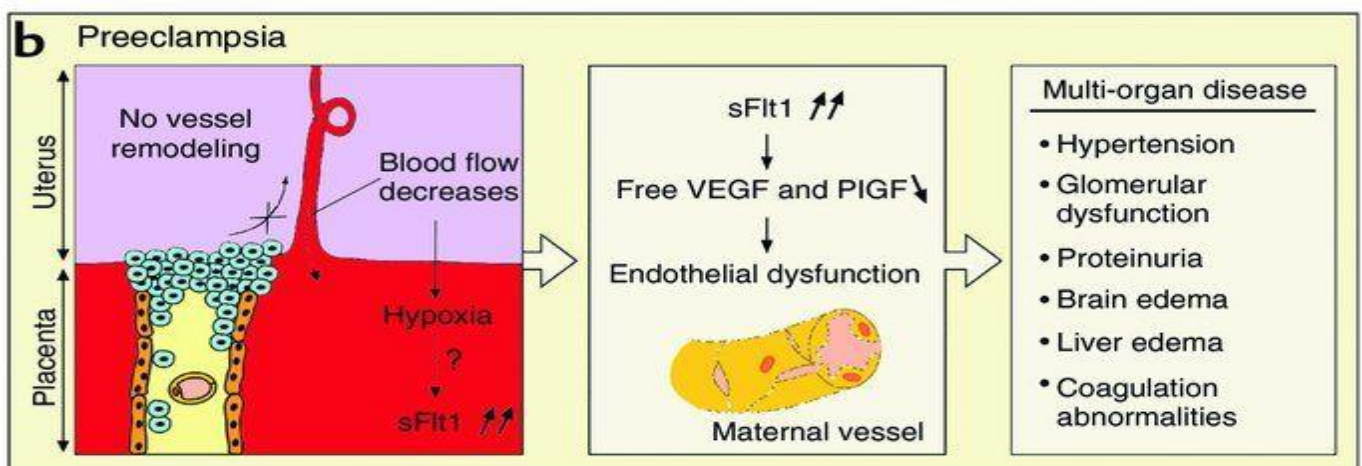 b Preeclampsia
Uterus
Placenta
No vessel
remodeling
Blood flow
decreases
Hypoxia
?
sFlt1
sFlt1
Free VEGF and PlGF
Endothelial dysfunction
Maternal vessel
Multi-organ disease
• Hypertension
• Glomerular
dysfunction
• Proteinuria
• Brain edema
• Liver edema
• Coagulation
abnormalities